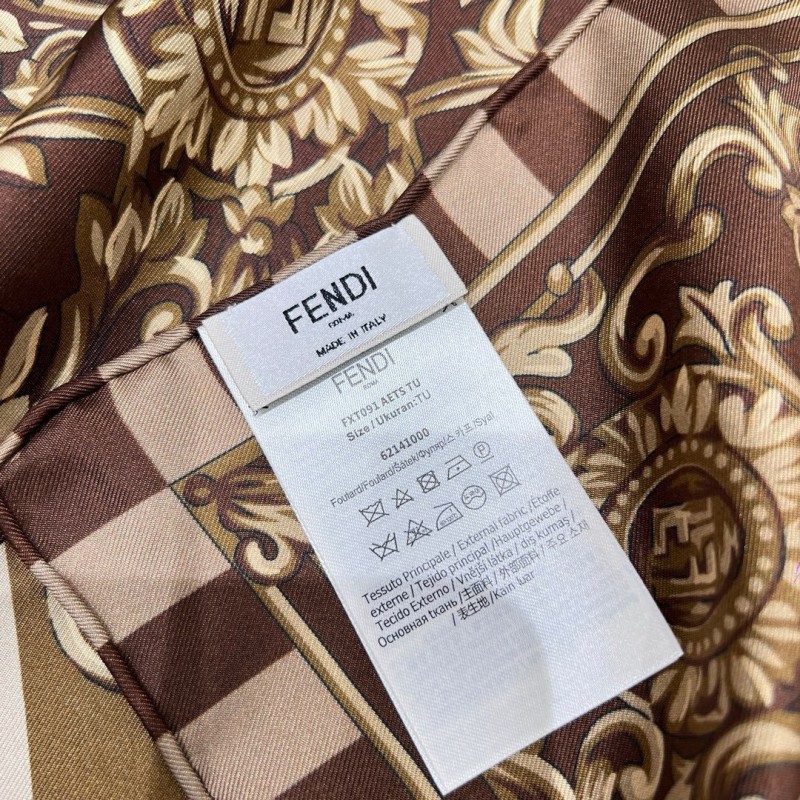 FENDI
ROMA
MADE IN ITALY
FENDI
ROMA
FXT091 AETS TU
Size / Ukuran:TU
62141000
Foulard/Foulard/Šátek/Фуляр/스카프/Syal
Tessuto Principale / External fabric / Étoffe
externe / Tejido principal / Hauptgewebe /
Tecido Externo / Vnější látka / dış kumaş /
Основная ткань / 主面料 / 外部面料 / 주요 소재
/ 表生地 / Kain luar